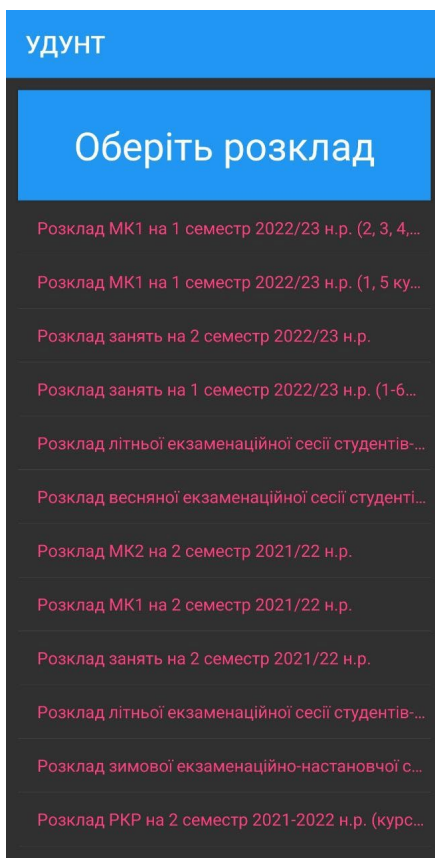 УДУНТ
Оберіть розклад
Розклад МК1 на 1 семестр 2022/23 н.р. (2, 3, 4,...
Розклад МК1 на 1 семестр 2022/23 н.р. (1, 5 ку...
Розклад занять на 2 семестр 2022/23 н.р.
Розклад занять на 1 семестр 2022/23 н.р. (1-6...
Розклад літньої екзаменаційної сесії студентів-...
Розклад весняної екзаменаційної сесії студенті...
Розклад МК2 на 2 семестр 2021/22 н.р.
Розклад МК1 на 2 семестр 2021/22 н.р.
Розклад занять на 2 семестр 2021/22 н.р.
Розклад літньої екзаменаційної сесії студентів-...
Розклад зимової екзаменаційно-настановчої с...
Розклад РКР на 2 семестр 2021-2022 н.р. (курс...